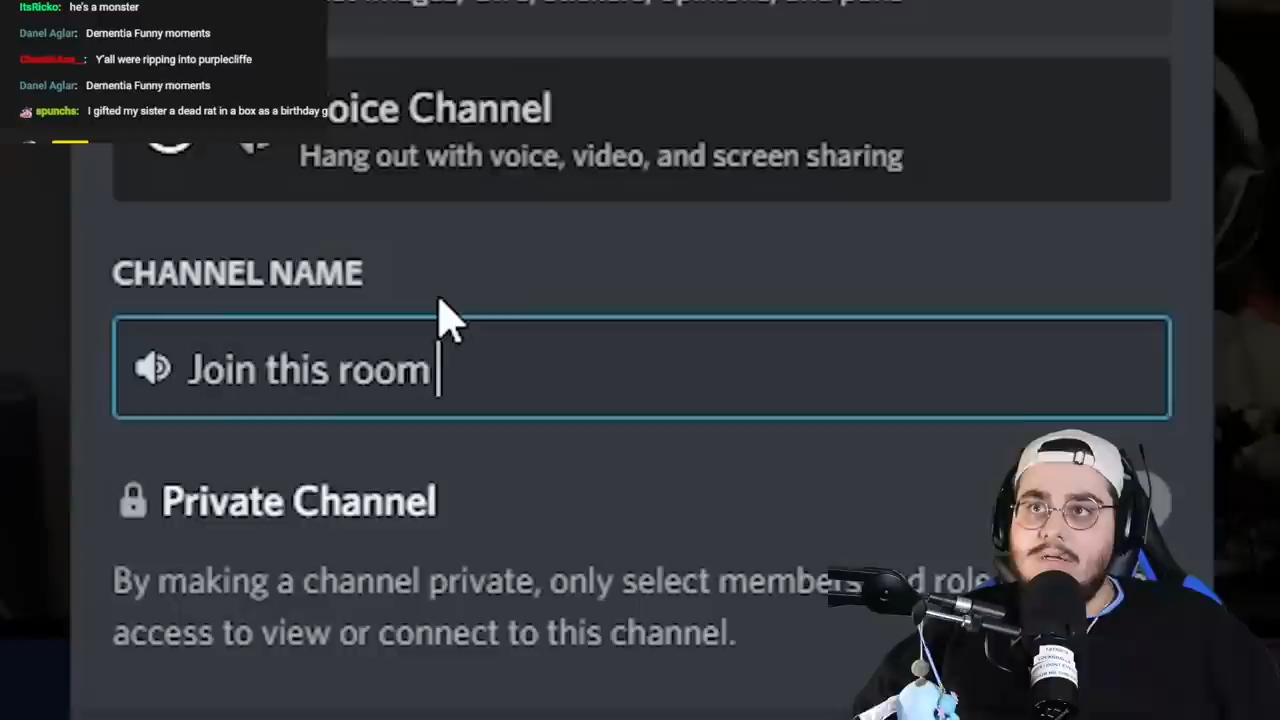 ItsRicko: he's a monster
Danel Aglar: Dementia Funny moments
Y'all were ripping into purplecliffe
Danel Aglar: Dementia Funny moments
spunchs: I gifted my sister a dead rat in a box as a birthday g
oice Channel
Hang out with voice, video, and screen sharing
CHANNEL NAME
Join this room
Private Channel
By making a channel private, only select members and role
access to view or connect to this channel.